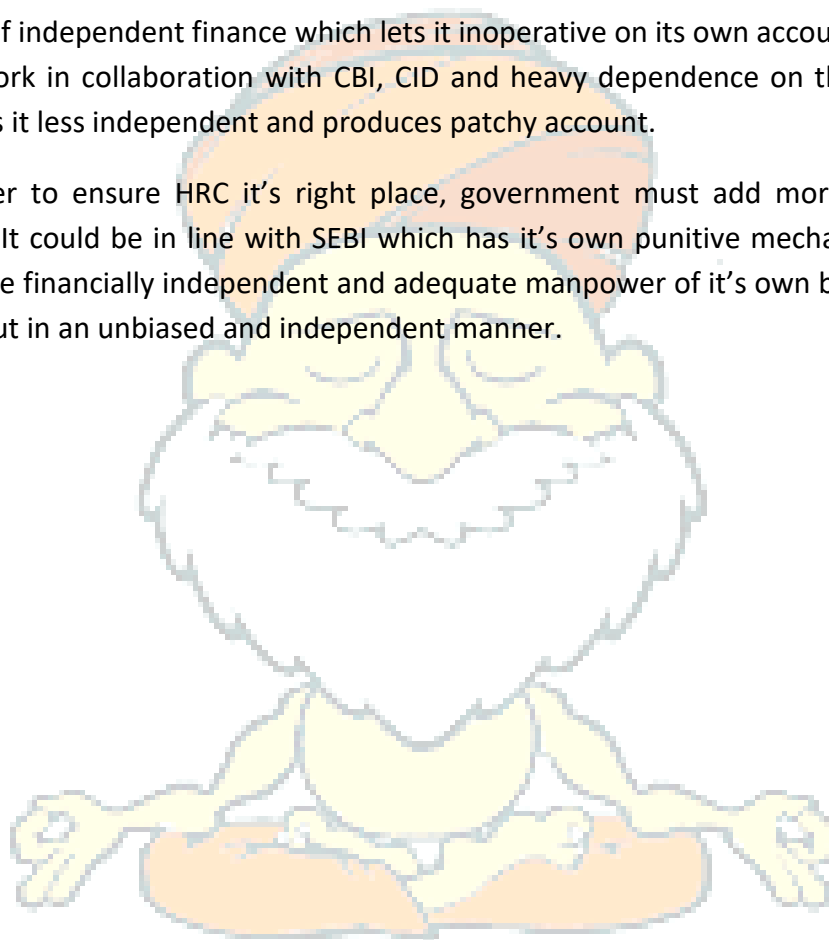 f independent finance which lets it inoperative on its own accou
ork in collaboration with CBI, CID and heavy dependence on th
s it less independent and produces patchy account.
er to ensure HRC it’s right place, government must add mor
It could be in line with SEBI which has it’s own punitive mecha
e financially independent and adequate manpower of it’s own b
ut in an unbiased and independent manner.